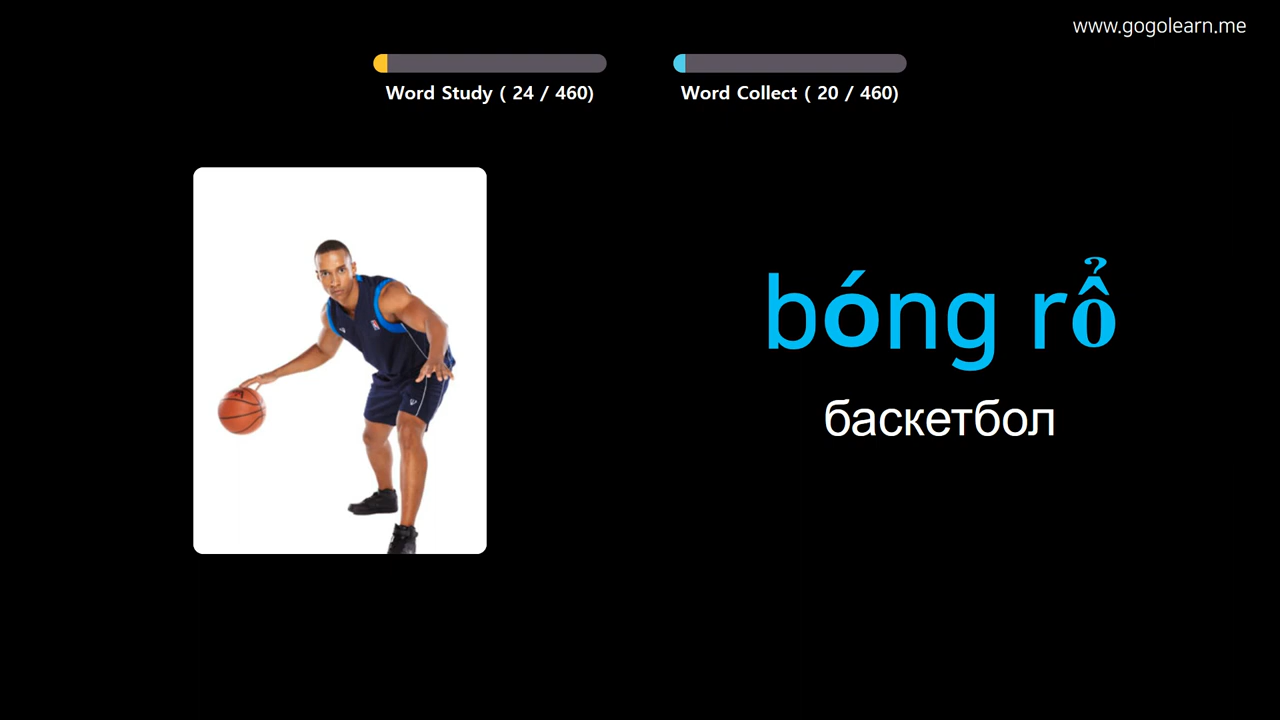 www.gogolearn.me
Word Study ( 24 / 460)
Word Collect ( 20 / 460)
bóng rổ
баскетбол